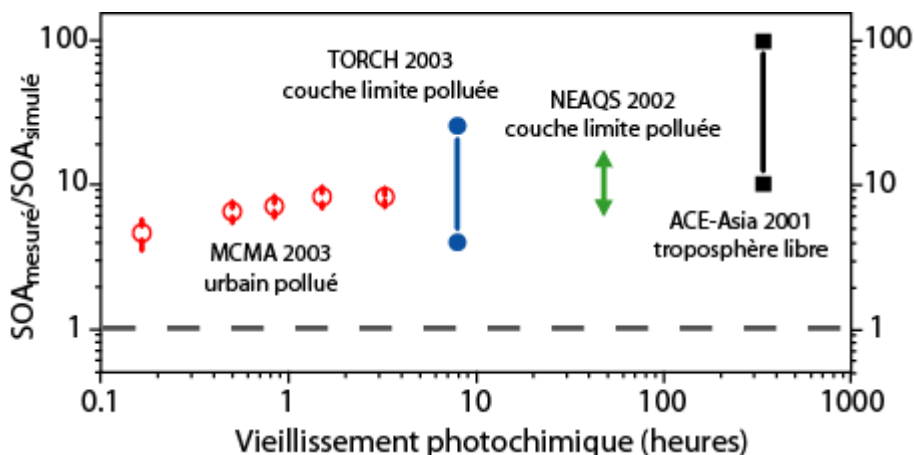 SOAmesuré/SOAsimulé
100
10
1
TORCH 2003
couche limite polluée
NEAQS 2002
couche limite polluée
MCMA 2003
urbain pollué
ACE-Asia 2001
troposphère libre
100
10
1
0.1 1 10 100 1000
Vieillissement photochimique (heures)